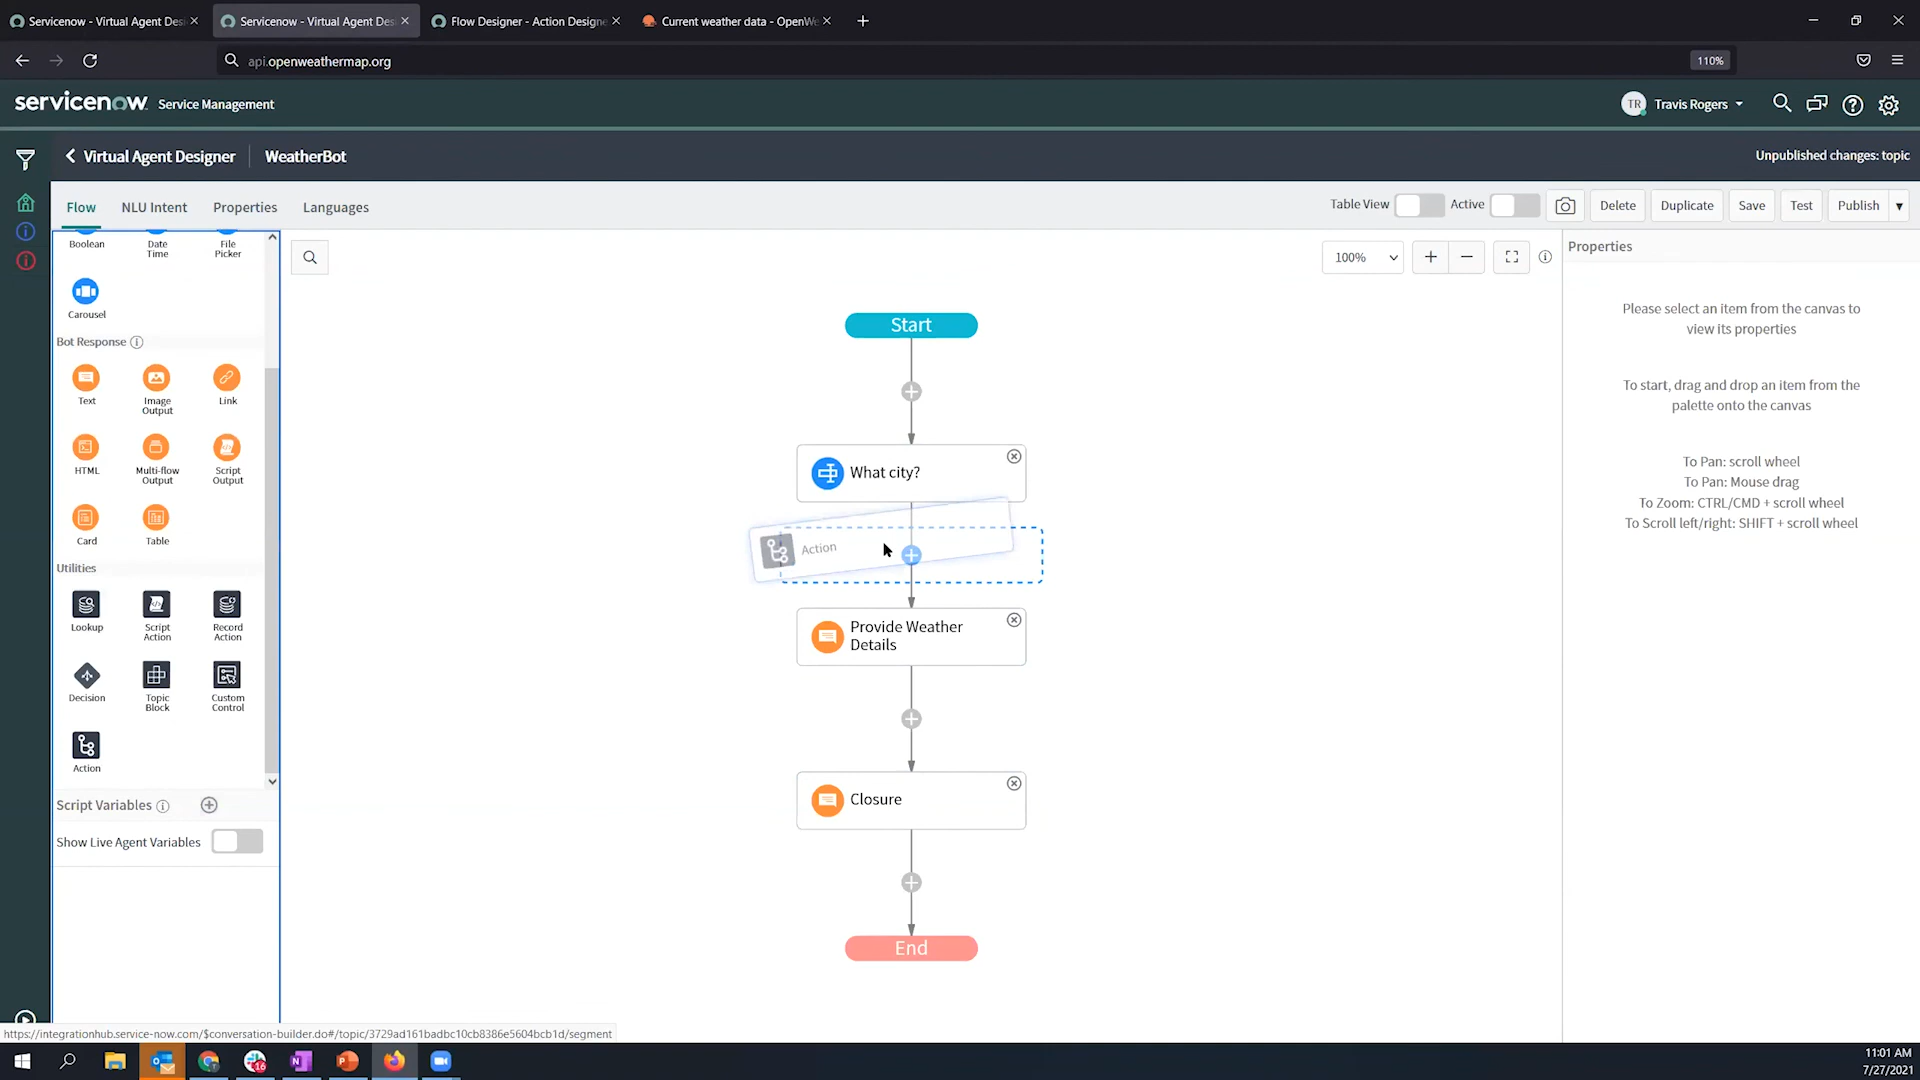 Servicenow - Virtual Agent Des
Servicenow - Virtual Agent Des
Flow Designer - Action Designe
Current weather data - OpenWe
api.openweathermap.org
110%
servicenow Service Management
TR Travis Rogers
Virtual Agent Designer
WeatherBot
Unpublished changes: topic
Flow
NLU Intent
Properties
Languages
Table View
Active
Delete
Duplicate
Save
Test
Publish
Boolean
Date
Time
File
Picker
Carousel
Bot Response
Text
Image
Output
Link
HTML
Multi-flow
Output
Script
Output
Card
Table
Utilities
Lookup
Script
Action
Record
Action
Decision
Topic
Block
Custom
Control
Action
Script Variables
Show Live Agent Variables
100%
Start
What city?
Action
Provide Weather
Details
Closure
End
Properties
Please select an item from the canvas to
view its properties
To start, drag and drop an item from the
palette onto the canvas
To Pan: scroll wheel
To Pan: Mouse drag
To Zoom: CTRL/CMD + scroll wheel
To Scroll left/right: SHIFT + scroll wheel
https://integrationhub.service-now.com/$conversation-builder.do#/topic/3729ad161badbc10cb8386e5604bcb1d/segment
16
11:01 AM
7/27/2021